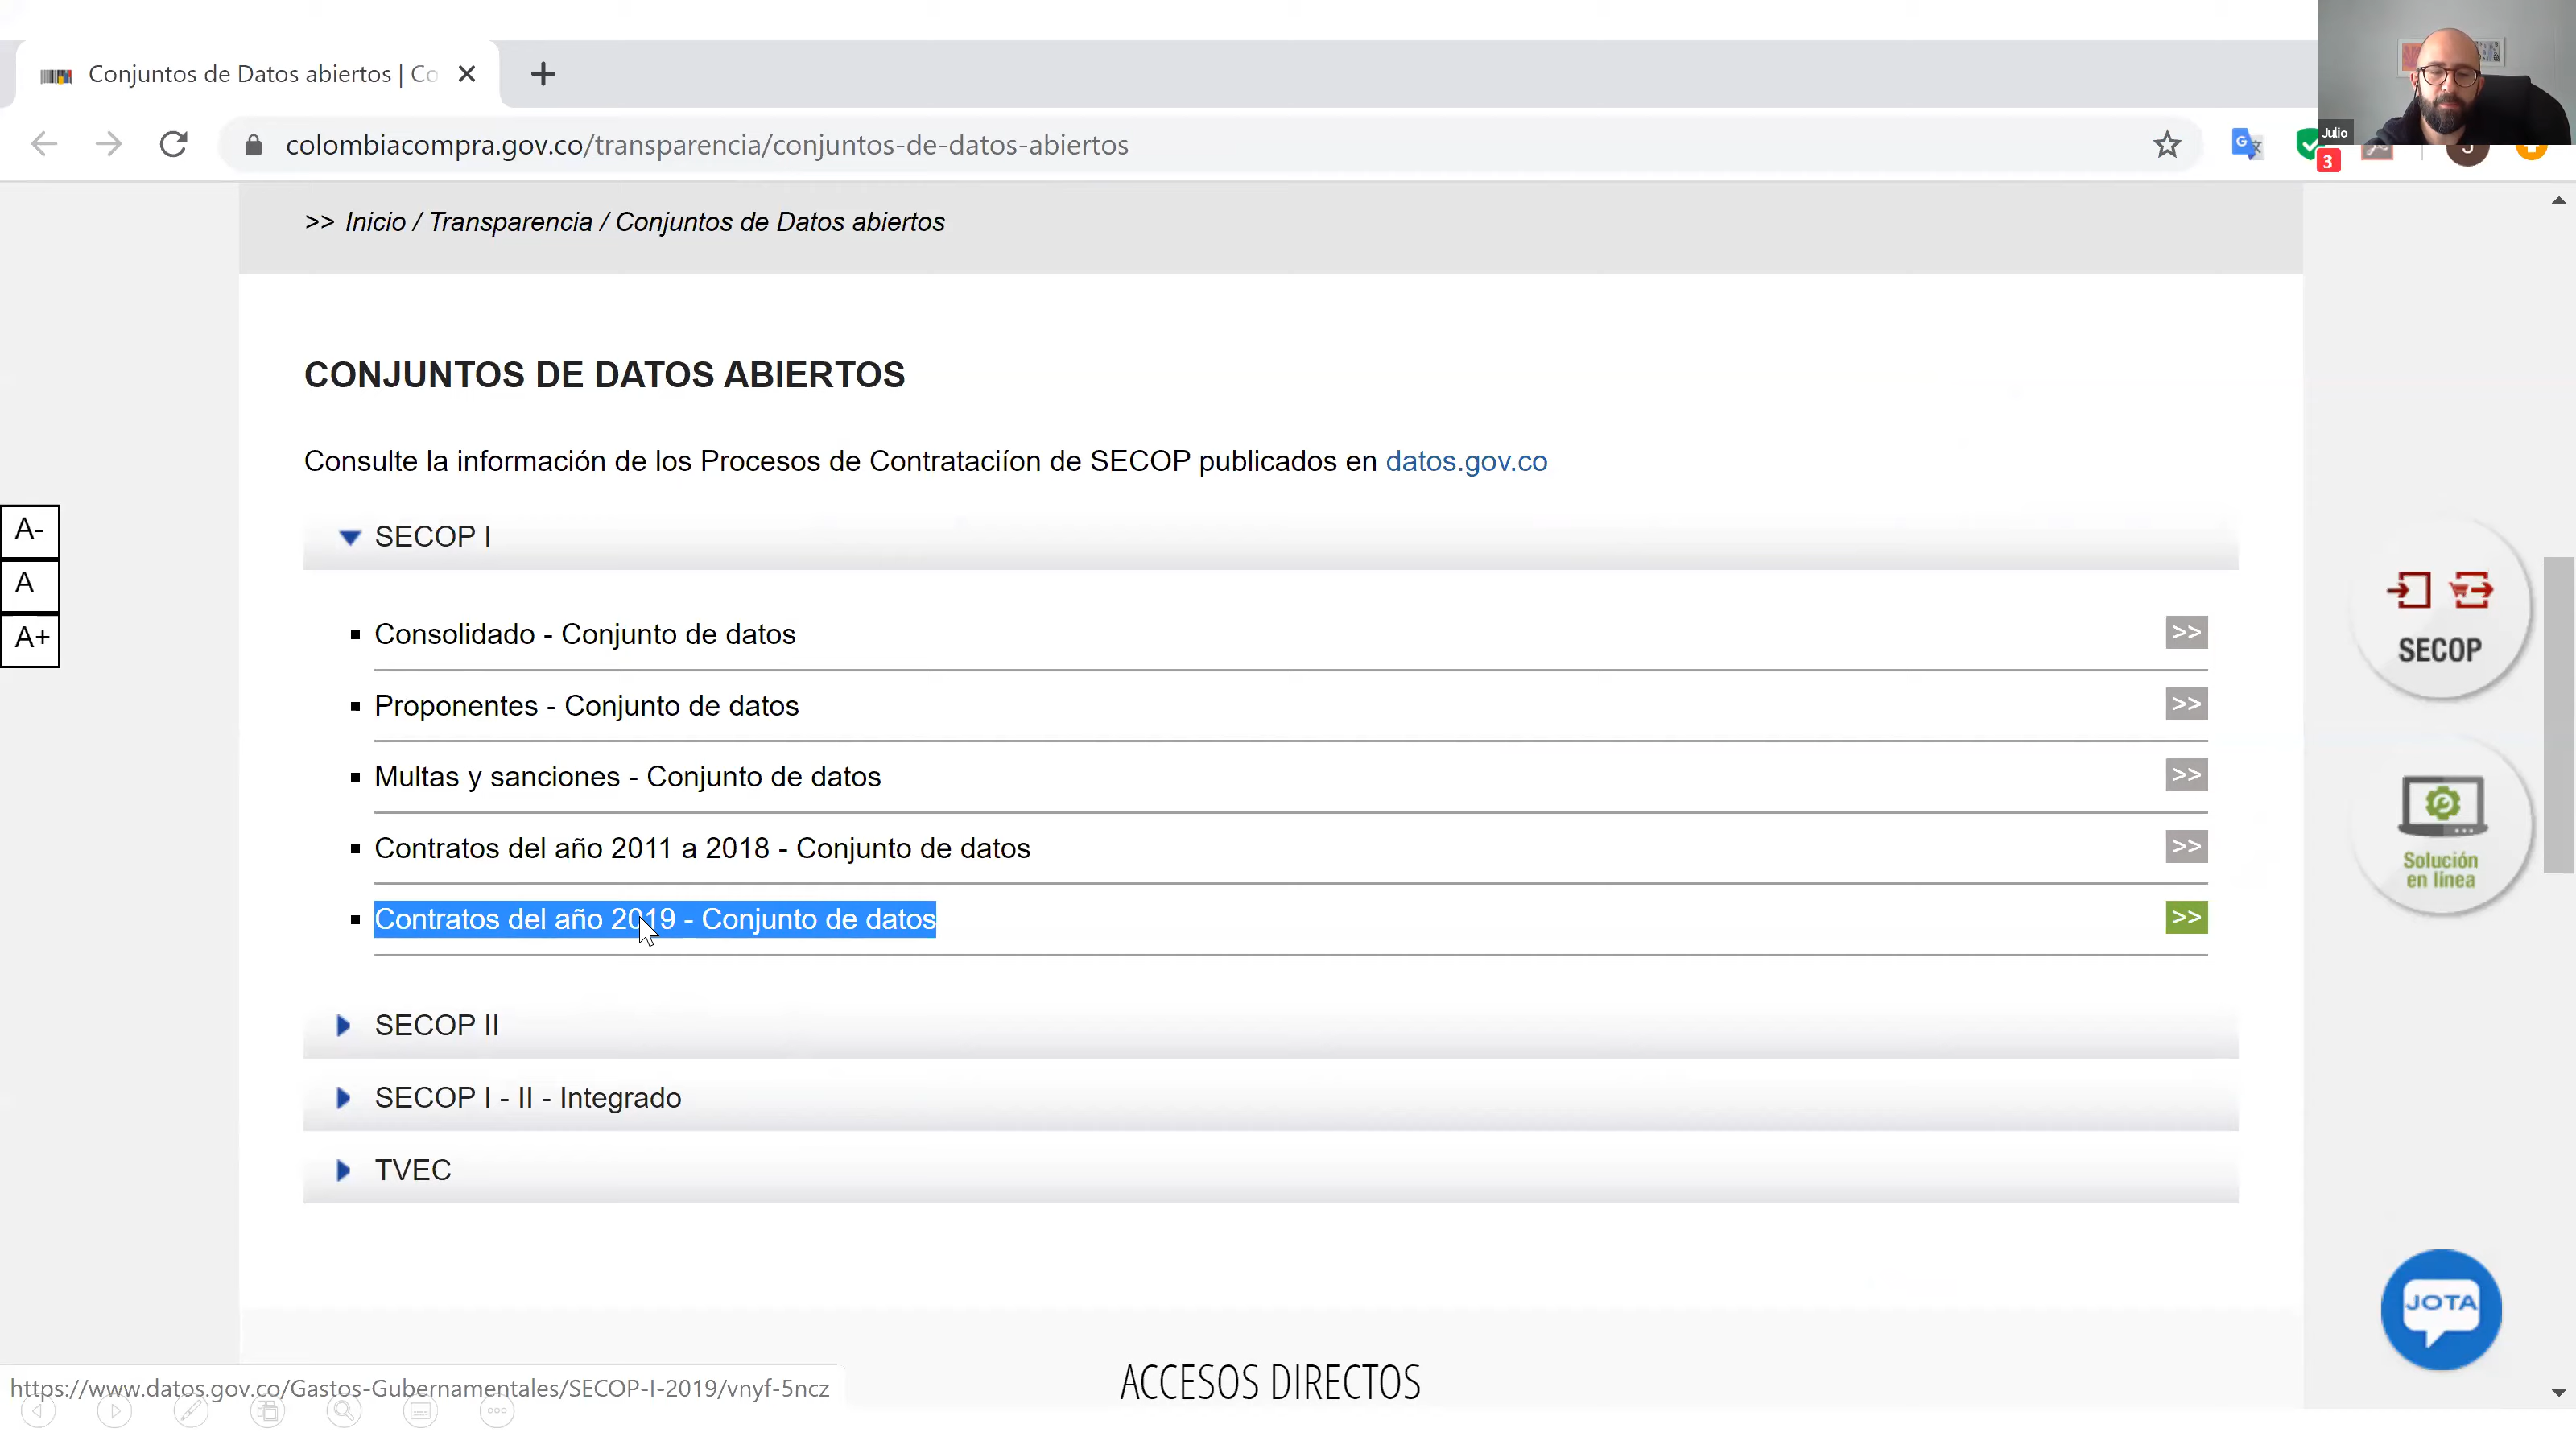 Conjuntos de Datos abiertos | Co
Julio
colombiacompra.gov.co/transparencia/conjuntos-de-datos-abiertos
3
>> Inicio / Transparencia / Conjuntos de Datos abiertos
CONJUNTOS DE DATOS ABIERTOS
Consulte la información de los Procesos de Contratacíion de SECOP publicados en datos.gov.co
A-
A
A+
SECOP I
Consolidado - Conjunto de datos >>
Proponentes - Conjunto de datos >>
Multas y sanciones - Conjunto de datos >>
Contratos del año 2011 a 2018 - Conjunto de datos >>
Contratos del año 2019 - Conjunto de datos >>
SECOP II
SECOP I - II - Integrado
TVEC
SECOP
Solución
en línea
JOTA
ACCESOS DIRECTOS
https://www.datos.gov.co/Gastos-Gubernamentales/SECOP-I-2019/vnyf-5ncz